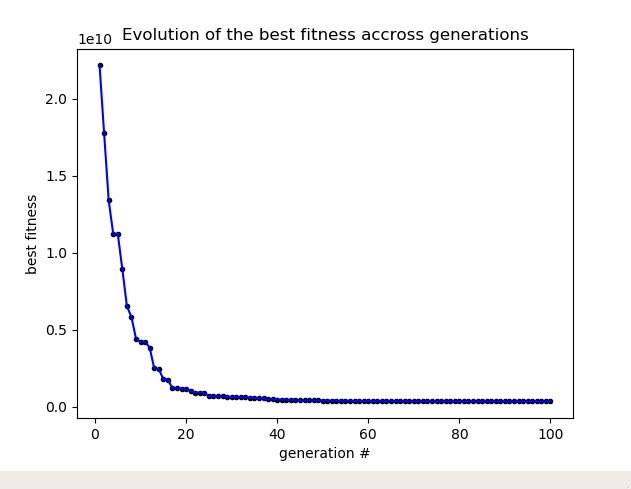 1e10
Evolution of the best fitness accross generations
2.0
1.5
1.0
0.5
0.0
best fitness
0 20 40 60 80 100
generation #